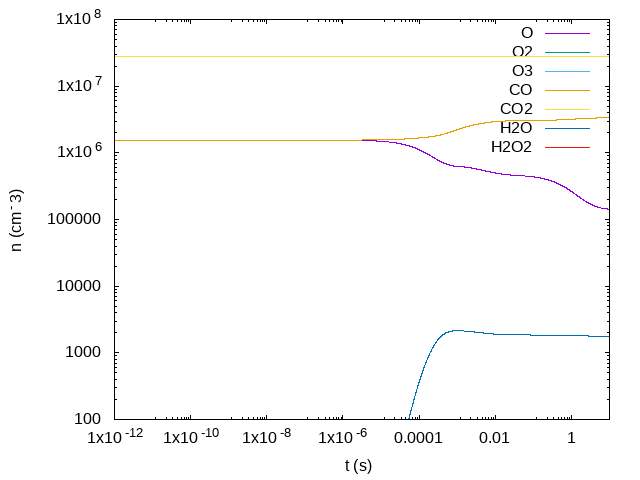 1x10^8
1x10^7
1x10^6
100000
10000
1000
100
n (cm^-3)
O
O2
O3
CO
CO2
H2O
H2O2
1x10^-12 1x10^-10 1x10^-8 1x10^-6 0.0001 0.01 1
t (s)